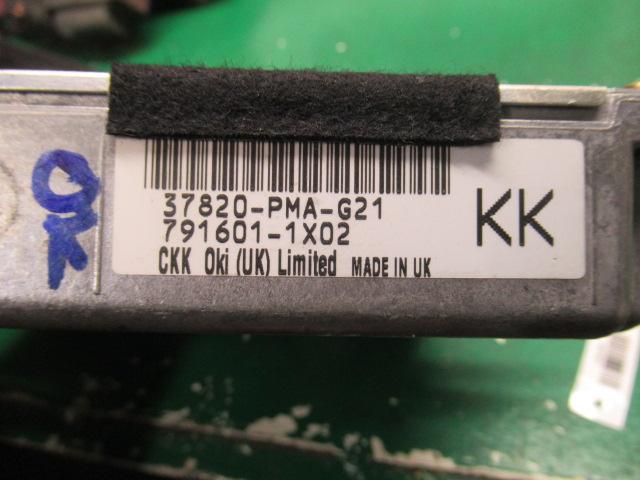 37820-PMA-G21
791601-1X02
CKK Oki (UK) Limited MADE IN UK
KK
OK